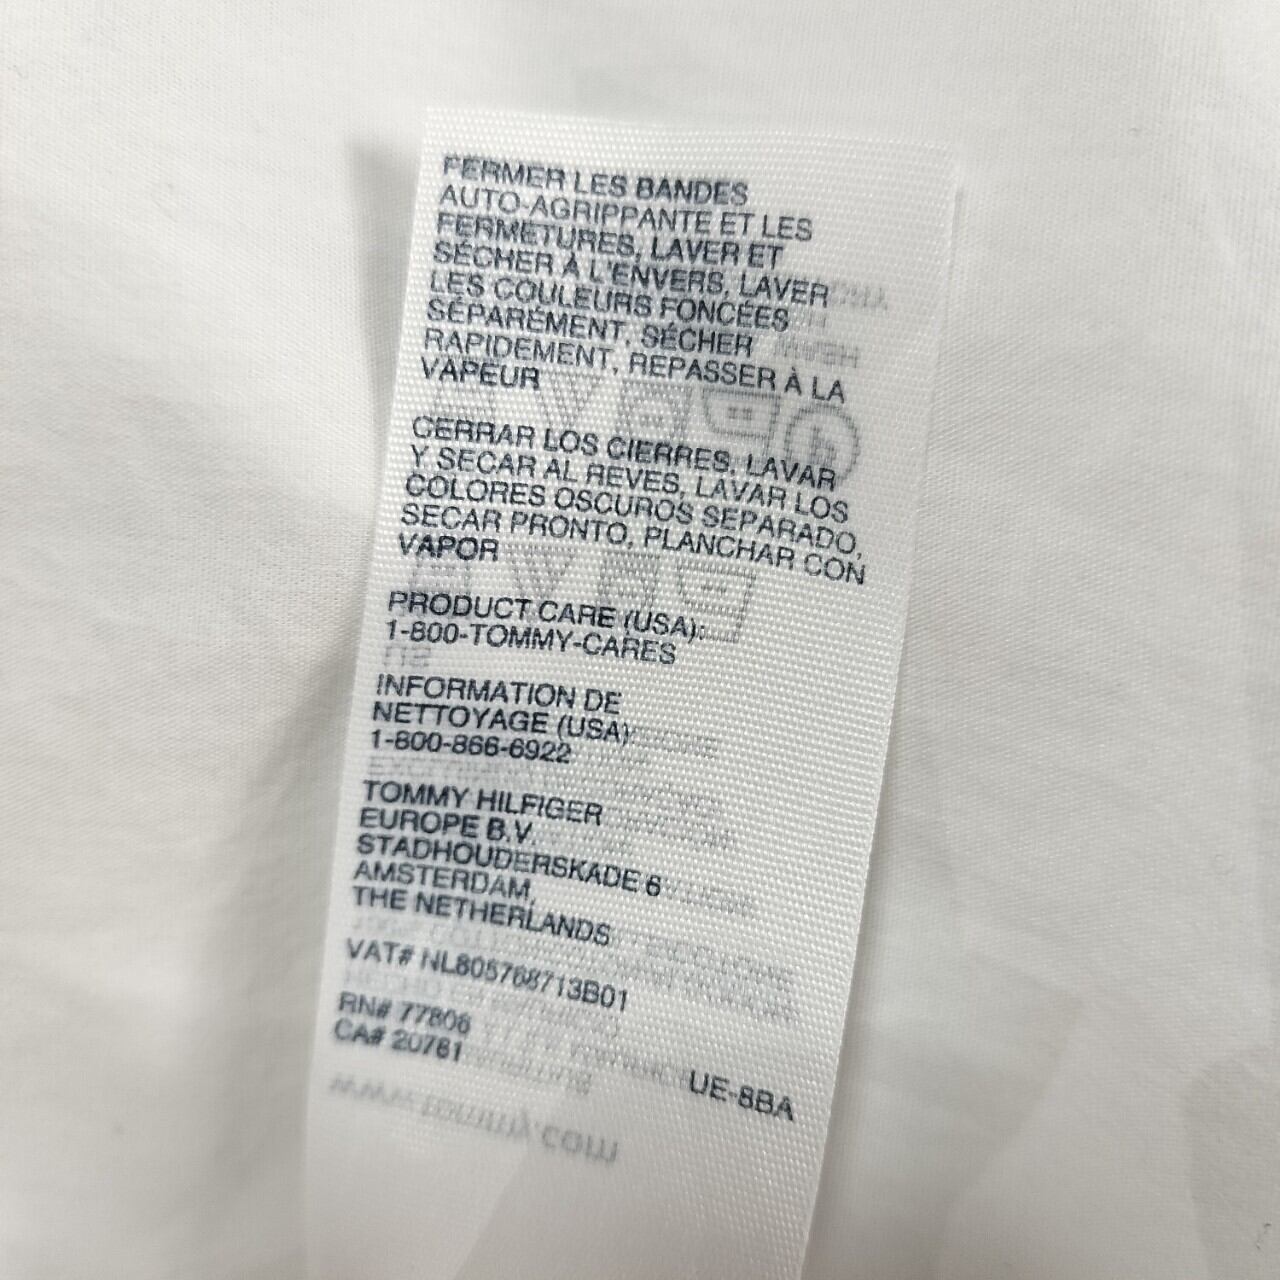 FERMER LES BANDES
AUTO-AGRIPPANTE ET LES
FERMETURES, LAVER ET
SÉCHER À L'ENVERS, LAVER
LES COULEURS FONCÉES
SÉPARÉMENT, SÉCHER
RAPIDEMENT, REPASSER À LA
VAPEUR
CERRAR LOS CIERRES, LAVAR
Y SECAR AL REVES, LAVAR LOS
COLORES OSCUROS SEPARADO,
SECAR PRONTO, PLANCHAR CON
VAPOR
PRODUCT CARE (USA):
1-800-TOMMY-CARES
INFORMATION DE
NETTOYAGE (USA)
1-800-866-6922
TOMMY HILFIGER
EUROPE B.V.
STADHOUDERSKADE 6
AMSTERDAM,
THE NETHERLANDS
VAT# NL805768713B01
RN# 77806
CA# 20761
UE-8BA
www.tommy.com